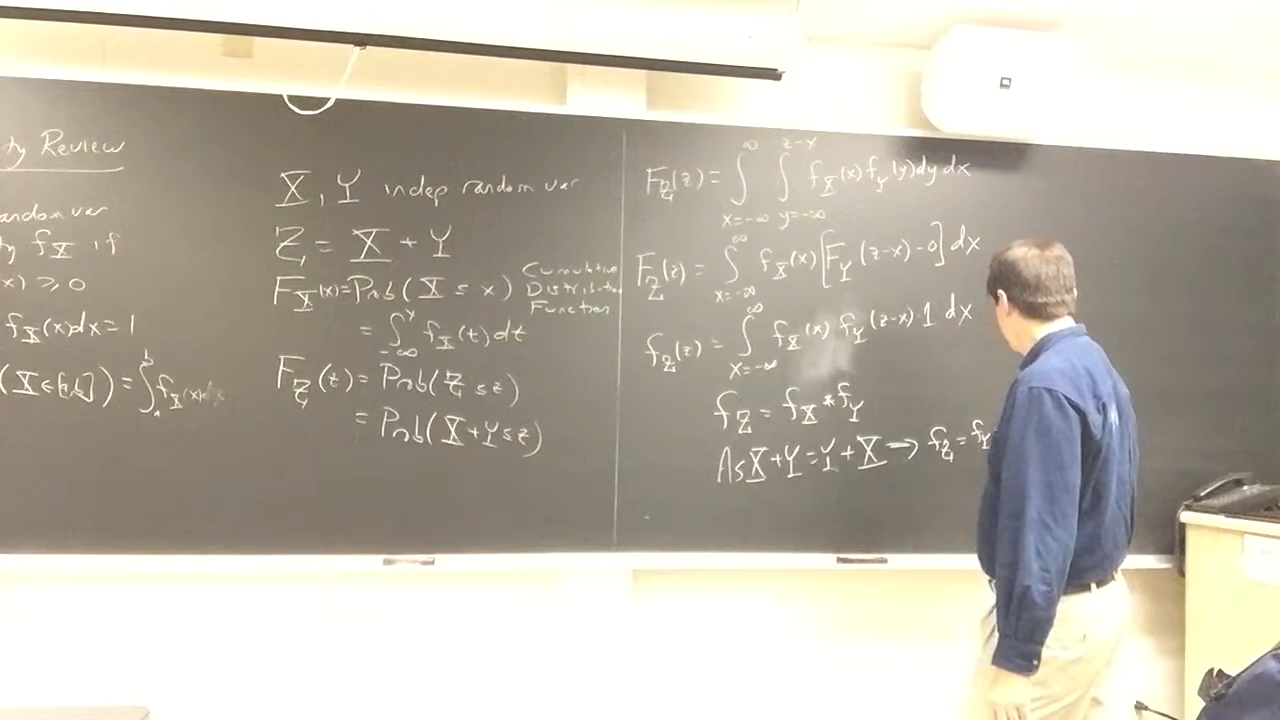 ty Review
andom var
ty f_X if
x) ≥ 0
f_X(x)dx = 1
(X∈[a,b]) = ∫_a^b f_X(x)dx
X, Y indep random var
Z = X + Y
F_X(x) = Prob(X ≤ x) Cumulative Distribution Function
= ∫_{-∞}^x f_X(t)dt
F_Z(z) = Prob(Z ≤ z)
= Prob(X+Y ≤ z)
F_Z(z) = ∫_{x=-∞}^∞ ∫_{y=-∞}^{z-x} f_X(x) f_Y(y) dy dx
F_Z(z) = ∫_{x=-∞}^∞ f_X(x) [F_Y(z-x) - 0] dx
f_Z(z) = ∫_{x=-∞}^∞ f_X(x) f_Y(z-x)·1 dx
f_Z = f_X * f_Y
As X+Y = Y+X ⇒ f_Z = f_Y